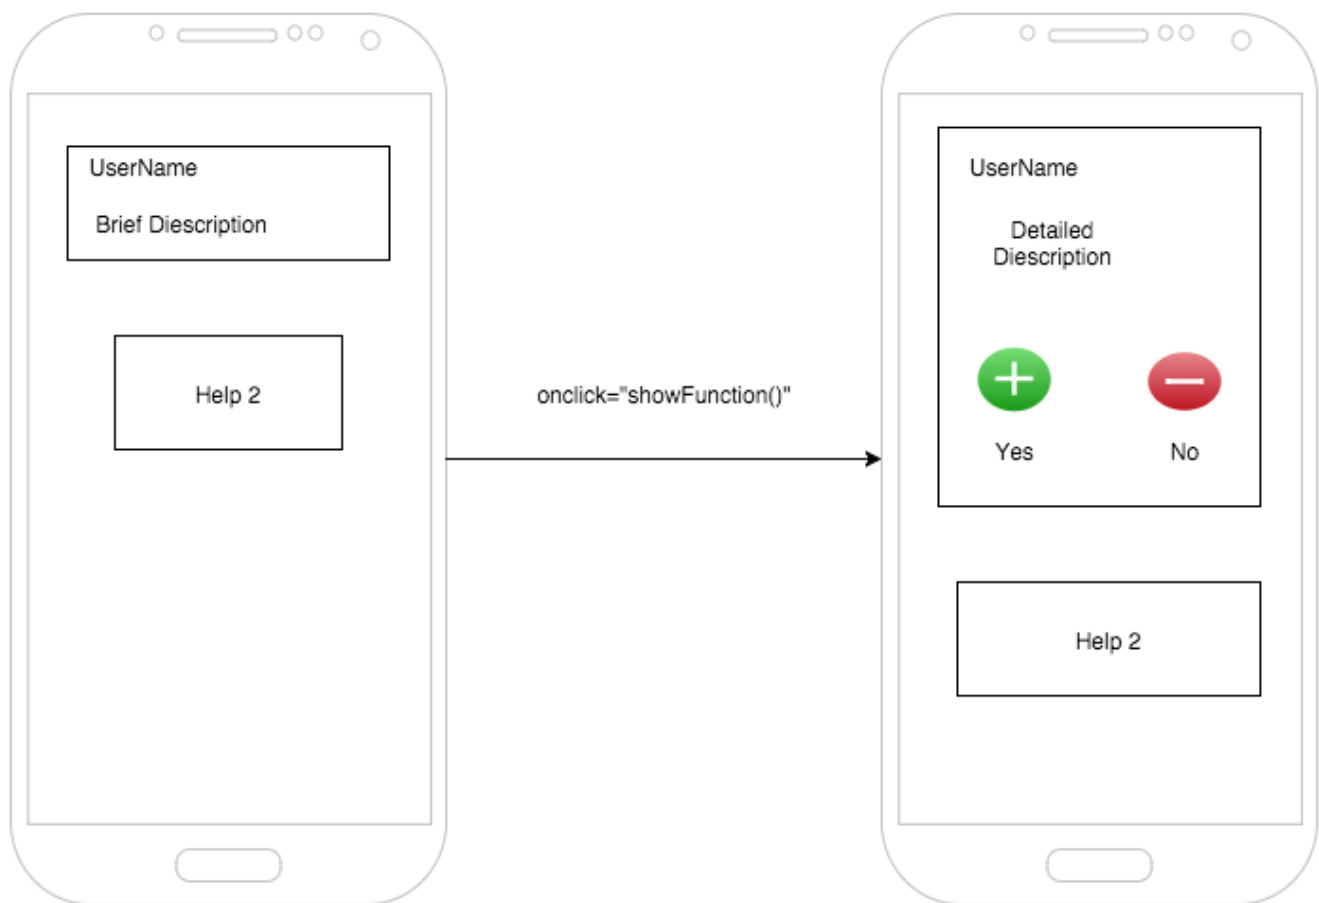 UserName
Brief Diescription
Help 2
onclick="showFunction()"
UserName
Detailed
Diescription
Yes
No
Help 2